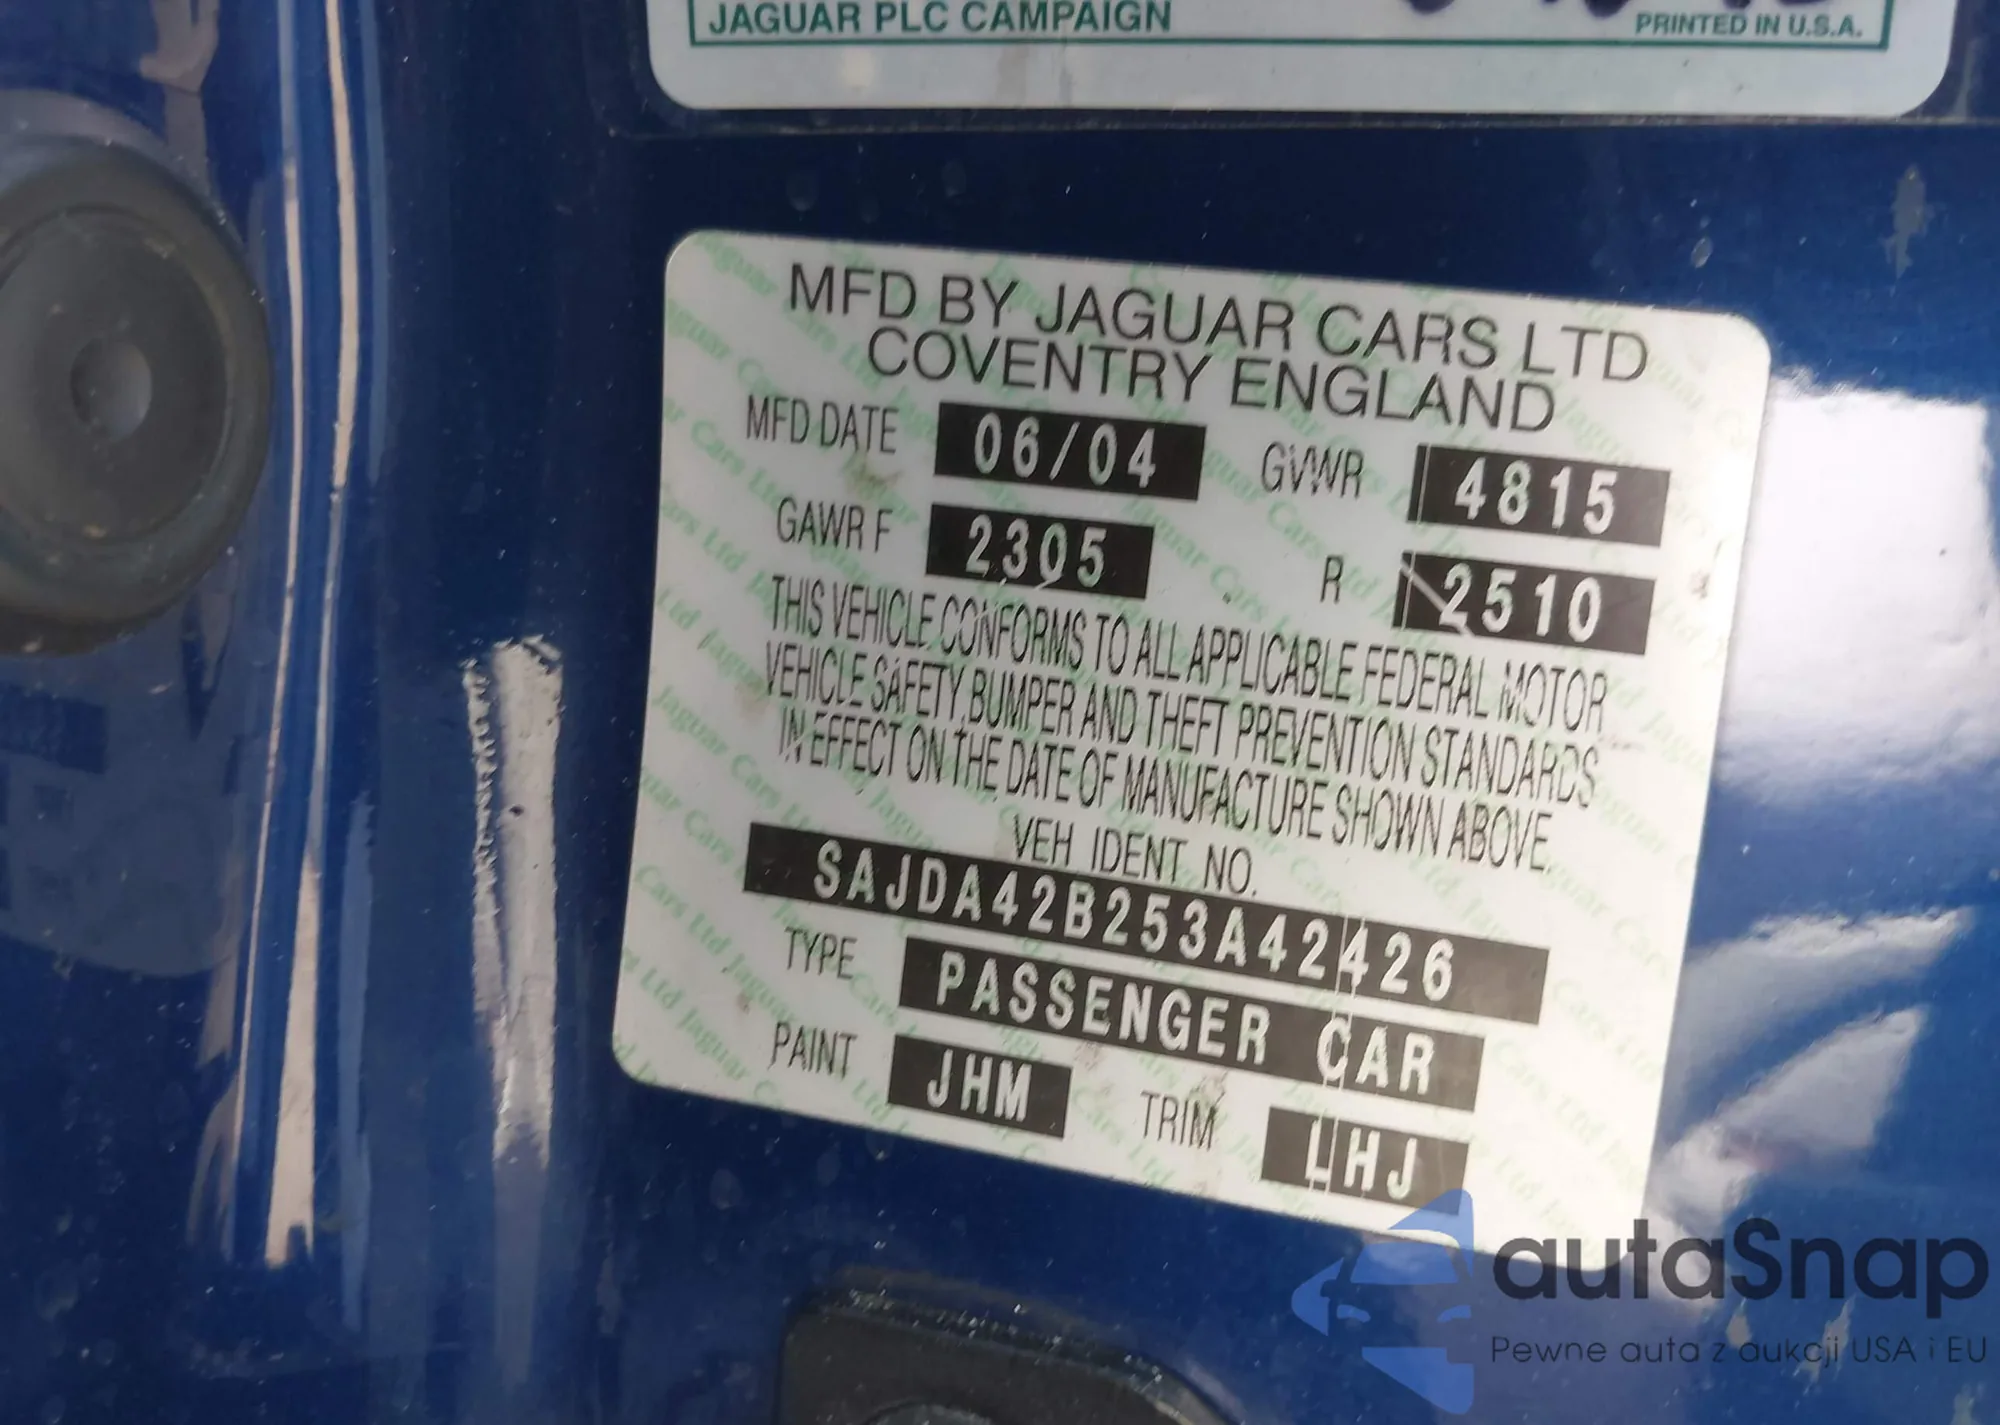 JAGUAR PLC CAMPAIGN
PRINTED IN U.S.A.
MFD BY JAGUAR CARS LTD
COVENTRY ENGLAND
MFD DATE 06/04 GVWR 4815
GAWR F 2305 R 2510
THIS VEHICLE CONFORMS TO ALL APPLICABLE FEDERAL MOTOR
VEHICLE SAFETY, BUMPER AND THEFT PREVENTION STANDARDS
IN EFFECT ON THE DATE OF MANUFACTURE SHOWN ABOVE.
VEH IDENT NO.
SAJDA42B253A42426
TYPE PASSENGER CAR
PAINT JHM TRIM LHJ
autaSnap
Pewne auta z aukcji USA i EU